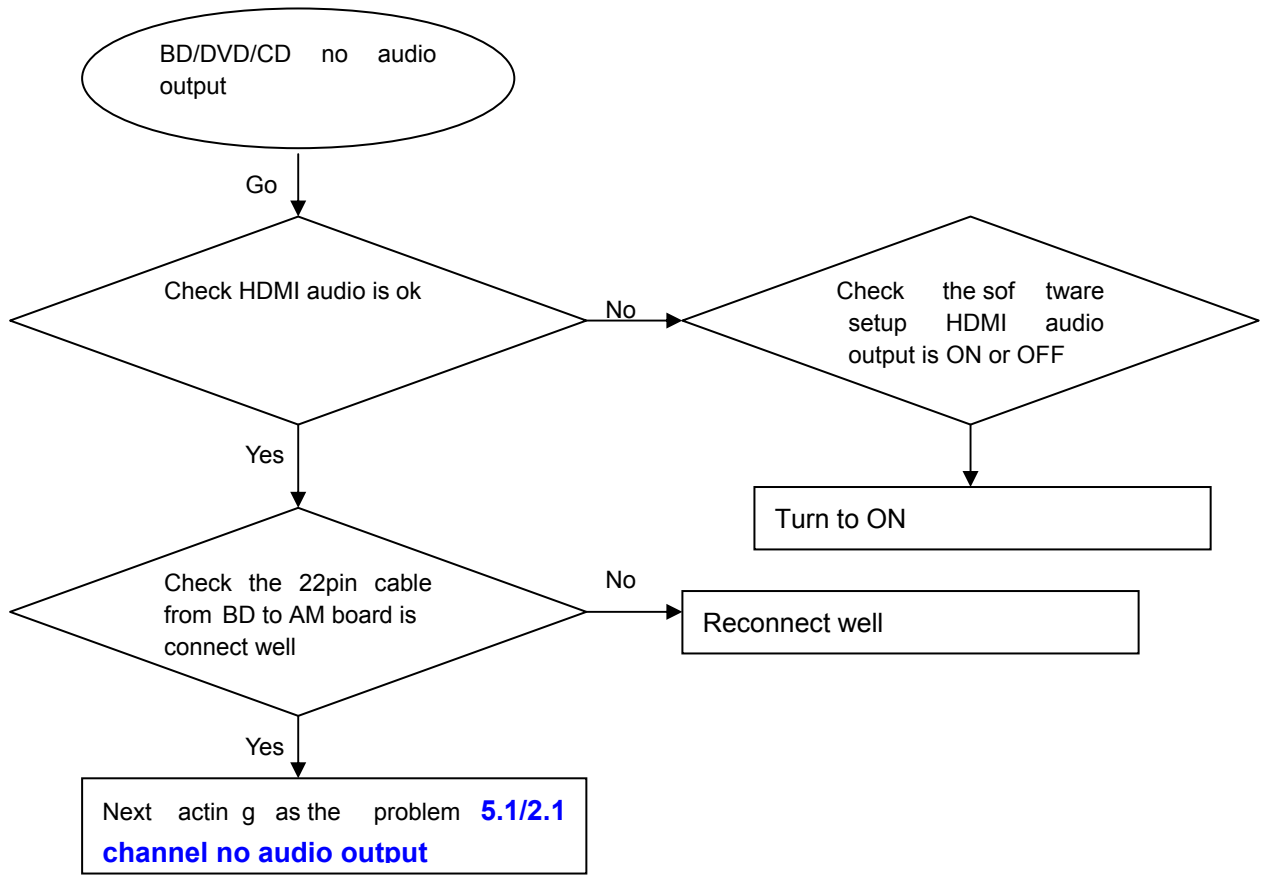 BD/DVD/CD no audio
output
Go
Check HDMI audio is ok
No
Check the sof tware
setup HDMI audio
output is ON or OFF
Yes
Turn to ON
Check the 22pin cable
from BD to AM board is
connect well
No
Reconnect well
Yes
Next actin g as the problem 5.1/2.1
channel no audio output